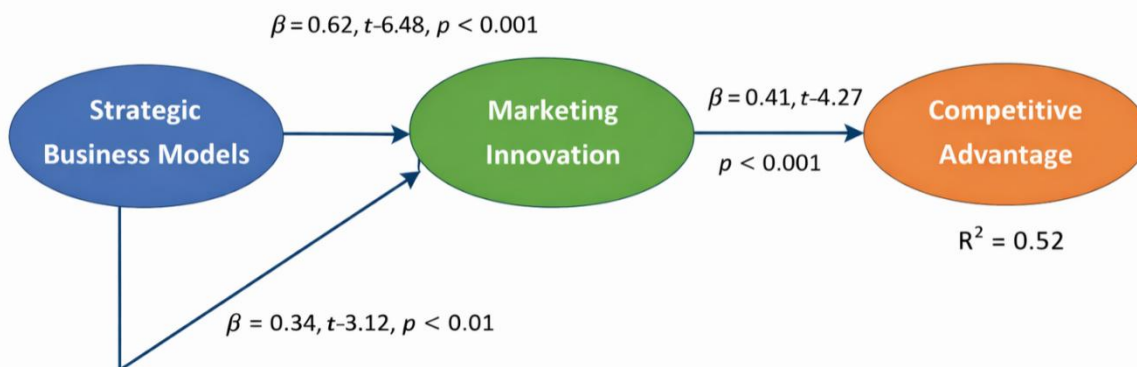 β = 0.62, t–6.48, p < 0.001
Strategic
Business Models
Marketing
Innovation
β = 0.41, t–4.27
p < 0.001
Competitive
Advantage
R² = 0.52
β = 0.34, t–3.12, p < 0.01